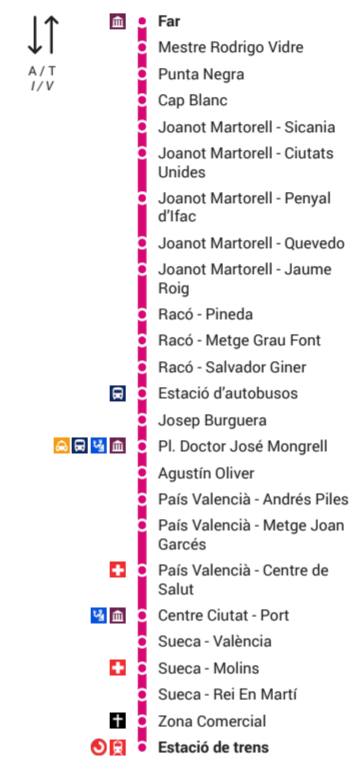 Far
A / T
I / V
Mestre Rodrigo Vidre
Punta Negra
Cap Blanc
Joanot Martorell - Sicania
Joanot Martorell - Ciutats
Unides
Joanot Martorell - Penyal
d'Ifac
Joanot Martorell - Quevedo
Joanot Martorell - Jaume
Roig
Racó - Pineda
Racó - Metge Grau Font
Racó - Salvador Giner
Estació d'autobusos
Josep Burguera
Pl. Doctor José Mongrell
Agustín Oliver
País Valencià - Andrés Piles
País Valencià - Metge Joan
Garcés
País Valencià - Centre de
Salut
Centre Ciutat - Port
Sueca - València
Sueca - Molins
Sueca - Rei En Martí
Zona Comercial
Estació de trens